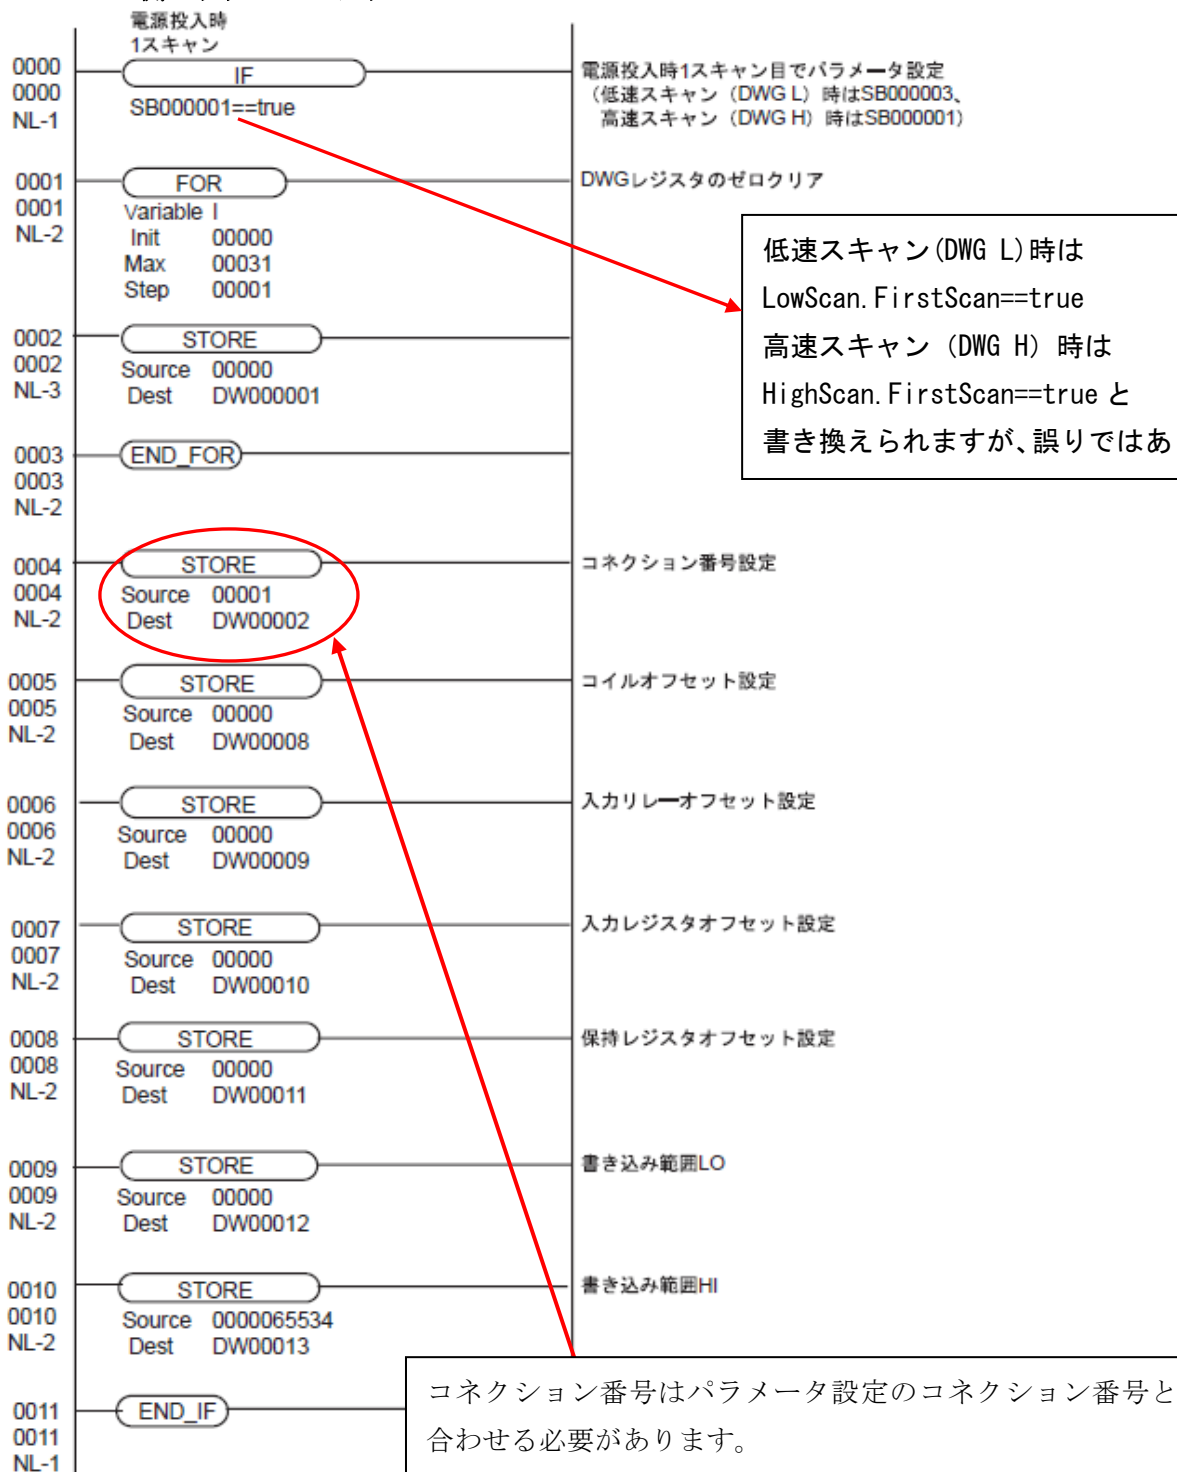 電源投入時
1スキャン
0000
0000
NL-1
IF
SB000001==true
電源投入時1スキャン目でパラメータ設定
（低速スキャン（DWG L）時はSB000003、
高速スキャン（DWG H）時はSB000001）
0001
0001
NL-2
FOR
Variable I
Init 00000
Max 00031
Step 00001
DWGレジスタのゼロクリア
低速スキャン(DWG L)時は
LowScan.FirstScan==true
高速スキャン（DWG H）時は
HighScan.FirstScan==true と
書き換えられますが、誤りではあ
0002
0002
NL-3
STORE
Source 00000
Dest DW000001
0003
0003
NL-2
END_FOR
0004
0004
NL-2
STORE
Source 00001
Dest DW00002
コネクション番号設定
0005
0005
NL-2
STORE
Source 00000
Dest DW00008
コイルオフセット設定
0006
0006
NL-2
STORE
Source 00000
Dest DW00009
入力リレーオフセット設定
0007
0007
NL-2
STORE
Source 00000
Dest DW00010
入力レジスタオフセット設定
0008
0008
NL-2
STORE
Source 00000
Dest DW00011
保持レジスタオフセット設定
0009
0009
NL-2
STORE
Source 00000
Dest DW00012
書き込み範囲LO
0010
0010
NL-2
STORE
Source 0000065534
Dest DW00013
書き込み範囲HI
0011
0011
NL-1
END_IF
コネクション番号はパラメータ設定のコネクション番号と
合わせる必要があります。